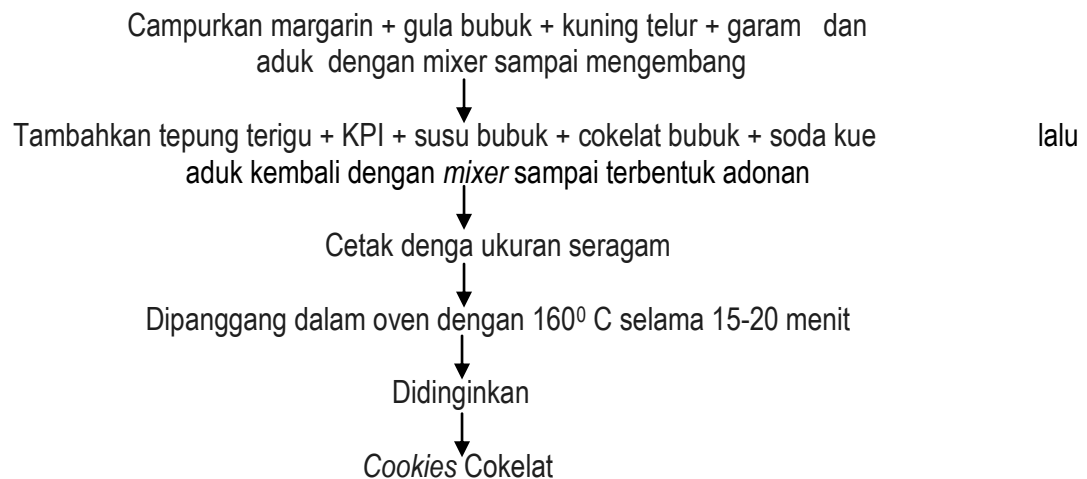 Campurkan margarin + gula bubuk + kuning telur + garam dan
aduk dengan mixer sampai mengembang
Tambahkan tepung terigu + KPI + susu bubuk + cokelat bubuk + soda kue lalu
aduk kembali dengan mixer sampai terbentuk adonan
Cetak denga ukuran seragam
Dipanggang dalam oven dengan 160⁰ C selama 15-20 menit
Didinginkan
Cookies Cokelat